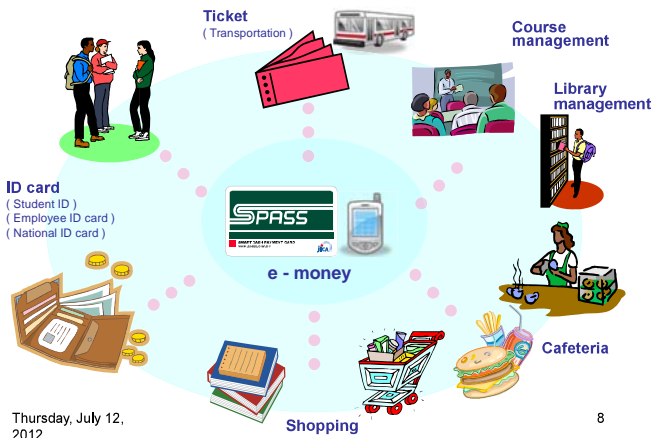 Ticket
( Transportation )
Course
management
Library
management
ID card
( Student ID )
( Employee ID card )
( National ID card )
SPASS
e - money
Cafeteria
Shopping
Thursday, July 12,
2012
8